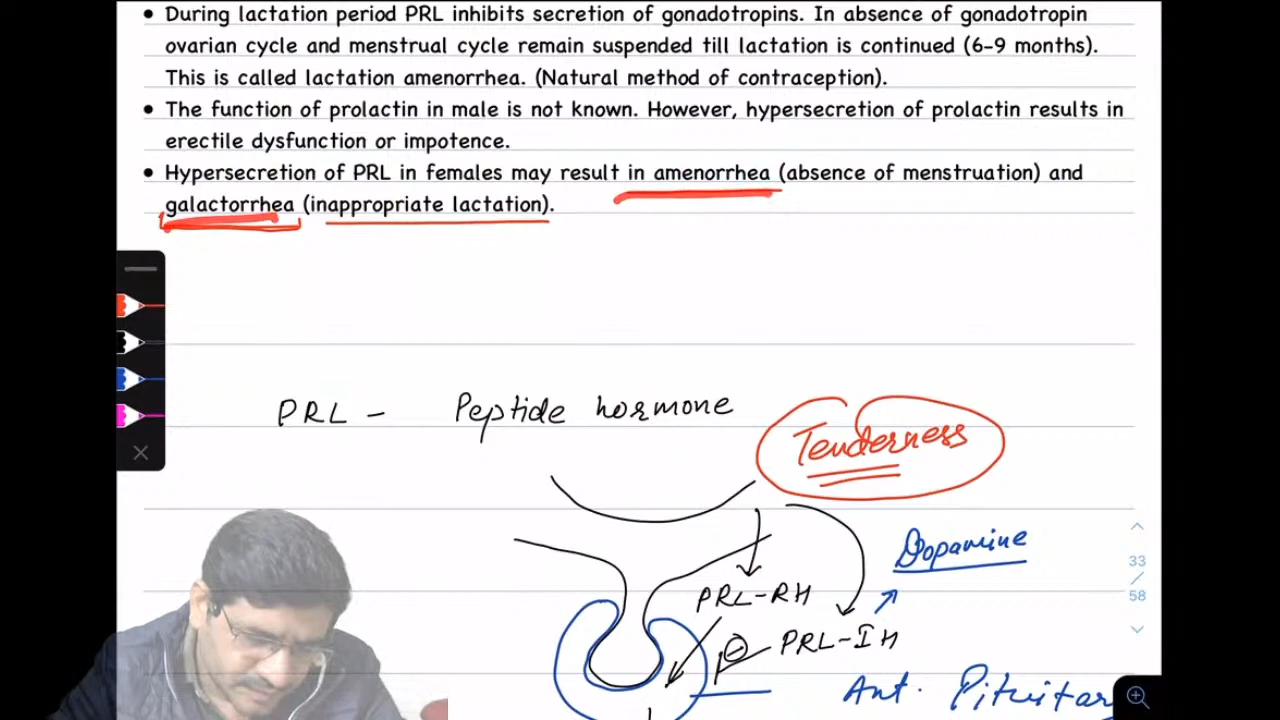 • During lactation period PRL inhibits secretion of gonadotropins. In absence of gonadotropin
ovarian cycle and menstrual cycle remain suspended till lactation is continued (6-9 months).
This is called lactation amenorrhea. (Natural method of contraception).
• The function of prolactin in male is not known. However, hypersecretion of prolactin results in
erectile dysfunction or impotence.
• Hypersecretion of PRL in females may result in amenorrhea (absence of menstruation) and
galactorrhea (inappropriate lactation).
PRL - Peptide hormone
Tenderness
Dopamine
PRL-RH
PRL-IH
Ant. Pituitar
33
/
58